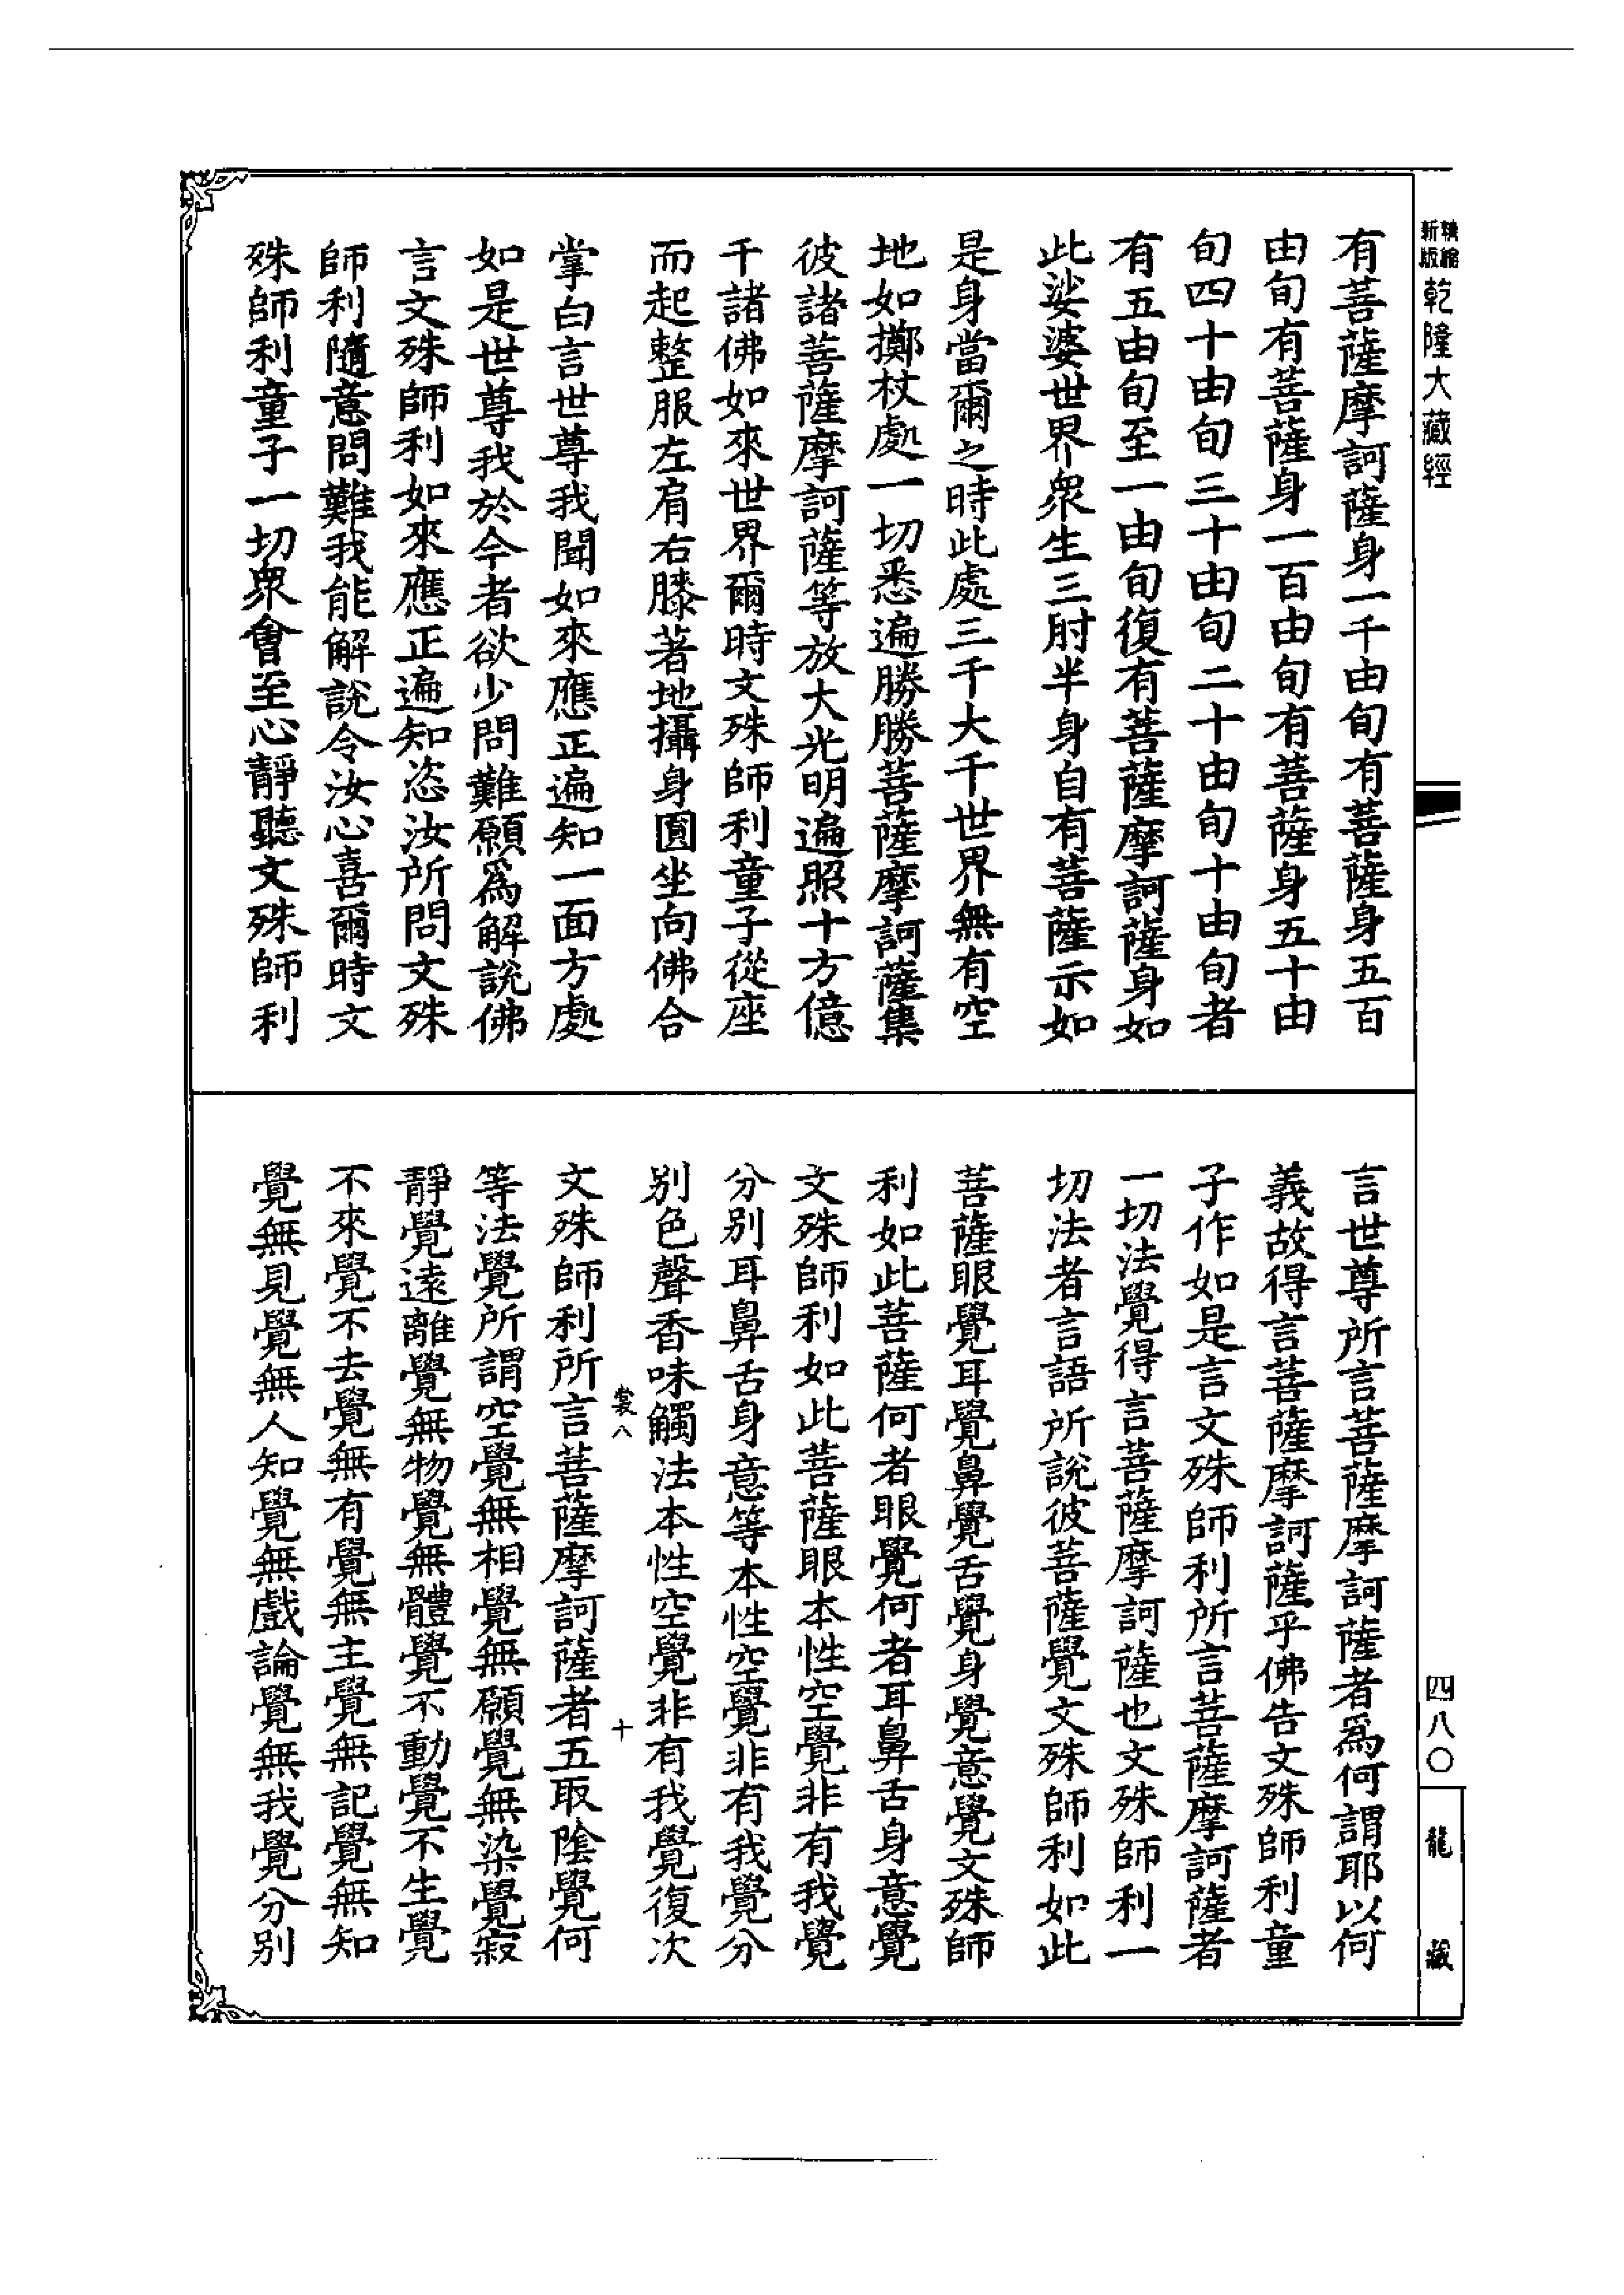 新版精縮乾隆大藏經
有菩薩摩訶薩身一千由旬有菩薩身五百
由旬有菩薩身一百由旬有菩薩身五十由
旬四十由旬三十由旬二十由旬十由旬者
有五由旬至一由旬復有菩薩摩訶薩身如
此娑婆世界衆生三肘半身自有菩薩示如
是身當爾之時此處三千大千世界無有空
地如擲杖處一切悉遍勝勝菩薩摩訶薩集
彼諸菩薩摩訶薩等放大光明遍照十方億
千諸佛如來世界爾時文殊師利童子從座
而起整服左肩右膝著地攝身圓坐向佛合
掌白言世尊我聞如來應正遍知一面方處
如是世尊我於今者欲少問難願爲解說佛
言文殊師利如來應正遍知恣汝所問文殊
師利隨意問難我能解說令汝心喜爾時文
殊師利童子一切衆會至心靜聽文殊師利
言世尊所言菩薩摩訶薩者爲何謂耶以何
義故得言菩薩摩訶薩乎佛告文殊師利童
子作如是言文殊師利所言菩薩摩訶薩者
一切法覺得言菩薩摩訶薩也文殊師利一
切法者言語所說彼菩薩覺文殊師利如此
菩薩眼覺耳覺鼻覺舌覺身覺意覺文殊師
利如此菩薩何者眼覺何者耳鼻舌身意覺
文殊師利如此菩薩眼本性空覺非有我覺
分别耳鼻舌身意等本性空覺非有我覺分
别色聲香味觸法本性空覺非有我覺復次
裳八 十
文殊師利所言菩薩摩訶薩者五取陰覺何
等法覺所謂空覺無相覺無願覺無染覺寂
靜覺遠離覺無物覺無體覺不動覺不生覺
不來覺不去覺無有覺無主覺無記覺無知
覺無見覺無人知覺無戲論覺無我覺分别
四八〇
龍藏